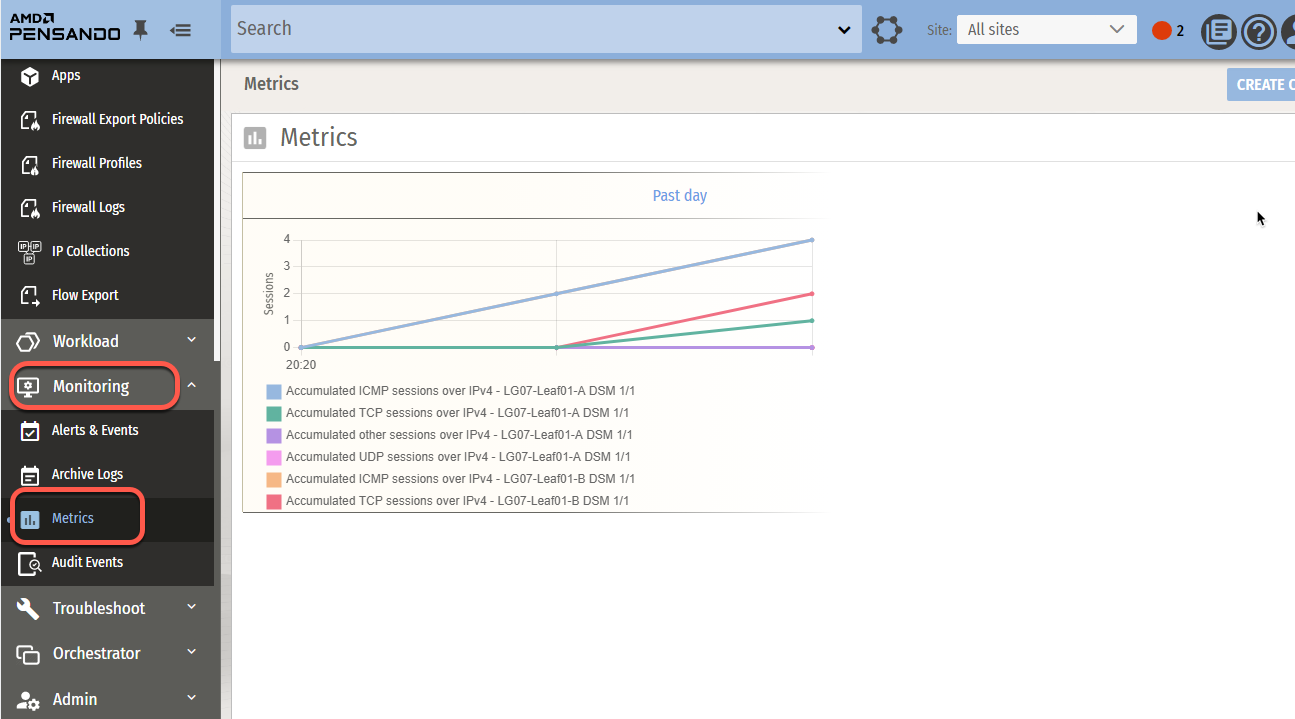 AMD
PENSANDO
Search
Site:
All sites
2
Apps
Firewall Export Policies
Firewall Profiles
Firewall Logs
IP Collections
Flow Export
Workload
Monitoring
Alerts & Events
Archive Logs
Metrics
Audit Events
Troubleshoot
Orchestrator
Admin
Metrics
CREATE C
Metrics
Past day
4
3
2
1
0
Sessions
20:20
Accumulated ICMP sessions over IPv4 - LG07-Leaf01-A DSM 1/1
Accumulated TCP sessions over IPv4 - LG07-Leaf01-A DSM 1/1
Accumulated other sessions over IPv4 - LG07-Leaf01-A DSM 1/1
Accumulated UDP sessions over IPv4 - LG07-Leaf01-A DSM 1/1
Accumulated ICMP sessions over IPv4 - LG07-Leaf01-B DSM 1/1
Accumulated TCP sessions over IPv4 - LG07-Leaf01-B DSM 1/1